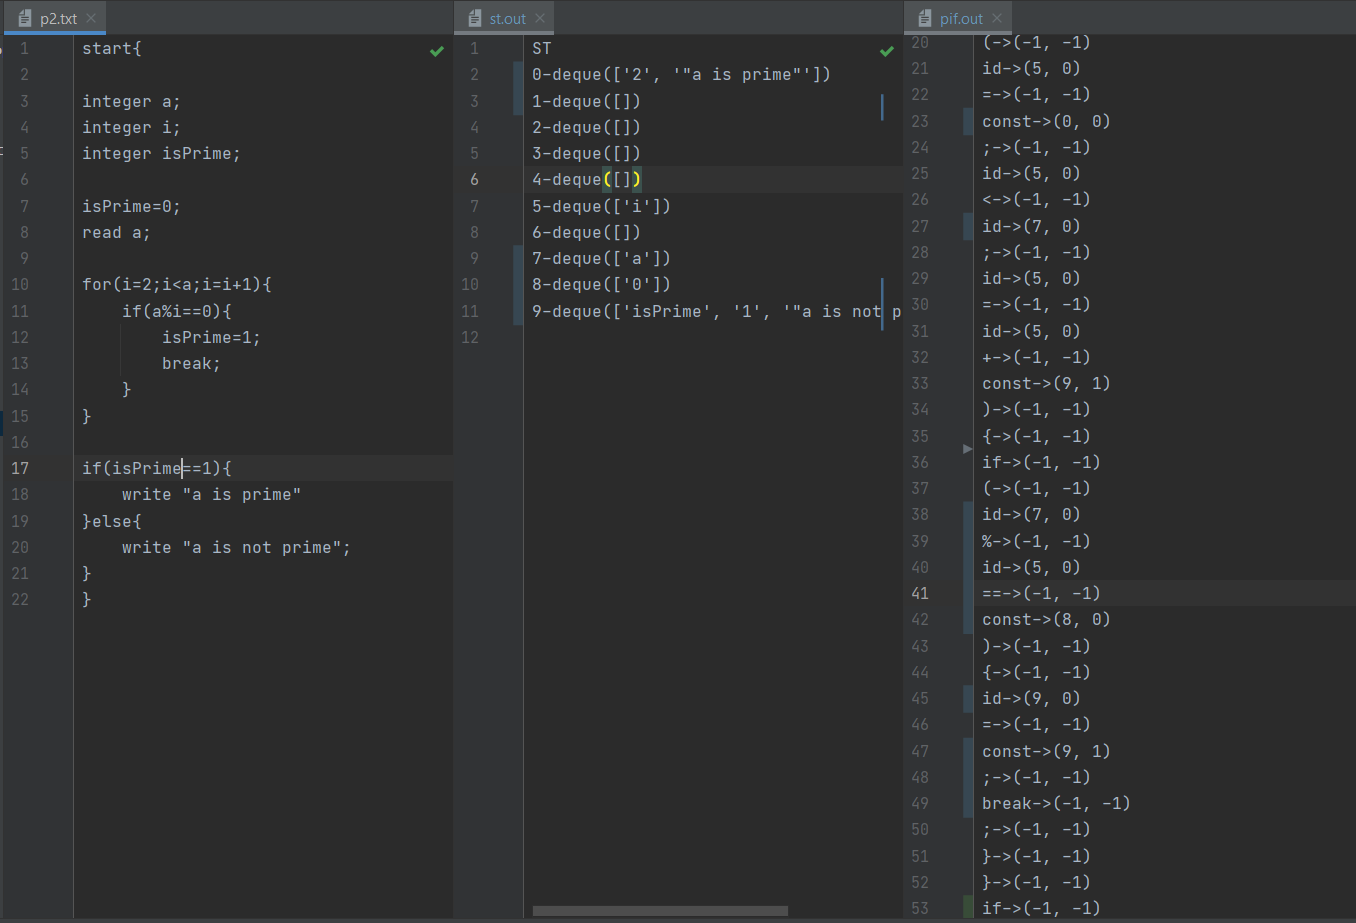 p2.txt
1 start{
2
3 integer a;
4 integer i;
5 integer isPrime;
6
7 isPrime=0;
8 read a;
9
10 for(i=2;i<a;i=i+1){
11     if(a%i==0){
12         isPrime=1;
13         break;
14     }
15 }
16
17 if(isPrime==1){
18     write "a is prime"
19 }else{
20     write "a is not prime";
21 }
22 }
st.out
1 ST
2 0-deque(['2', '"a is prime"'])
3 1-deque([])
4 2-deque([])
5 3-deque([])
6 4-deque([])
7 5-deque(['i'])
8 6-deque([])
9 7-deque(['a'])
10 8-deque(['0'])
11 9-deque(['isPrime', '1', '"a is not p
12
pif.out
20 (->(-1, -1)
21 id->(5, 0)
22 =->(-1, -1)
23 const->(0, 0)
24 ;->(-1, -1)
25 id->(5, 0)
26 <->(-1, -1)
27 id->(7, 0)
28 ;->(-1, -1)
29 id->(5, 0)
30 =->(-1, -1)
31 id->(5, 0)
32 +->(-1, -1)
33 const->(9, 1)
34 )->(-1, -1)
35 {->(-1, -1)
36 if->(-1, -1)
37 (->(-1, -1)
38 id->(7, 0)
39 %->(-1, -1)
40 id->(5, 0)
41 ==->(-1, -1)
42 const->(8, 0)
43 )->(-1, -1)
44 {->(-1, -1)
45 id->(9, 0)
46 =->(-1, -1)
47 const->(9, 1)
48 ;->(-1, -1)
49 break->(-1, -1)
50 ;->(-1, -1)
51 }->(-1, -1)
52 }->(-1, -1)
53 if->(-1, -1)